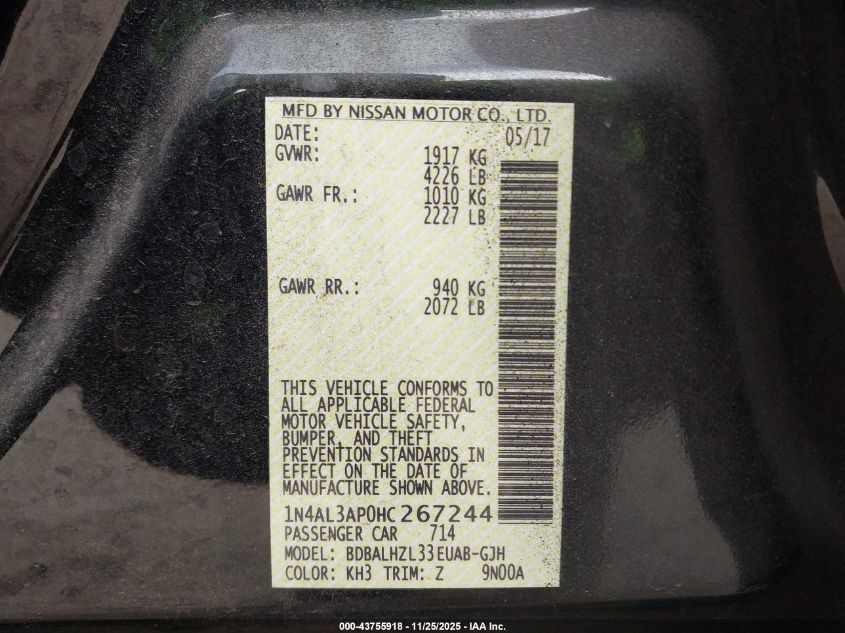 MFD BY NISSAN MOTOR CO., LTD.
DATE: 05/17
GVWR: 1917 KG
4226 LB
GAWR FR.: 1010 KG
2227 LB
GAWR RR.: 940 KG
2072 LB
THIS VEHICLE CONFORMS TO
ALL APPLICABLE FEDERAL
MOTOR VEHICLE SAFETY,
BUMPER, AND THEFT
PREVENTION STANDARDS IN
EFFECT ON THE DATE OF
MANUFACTURE SHOWN ABOVE.
1N4AL3AP0HC267244
PASSENGER CAR 714
MODEL: BDBALHZL33EUAB-GJH
COLOR: KH3 TRIM: Z 9N00A
000-43755918 - 11/25/2025 - IAA Inc.